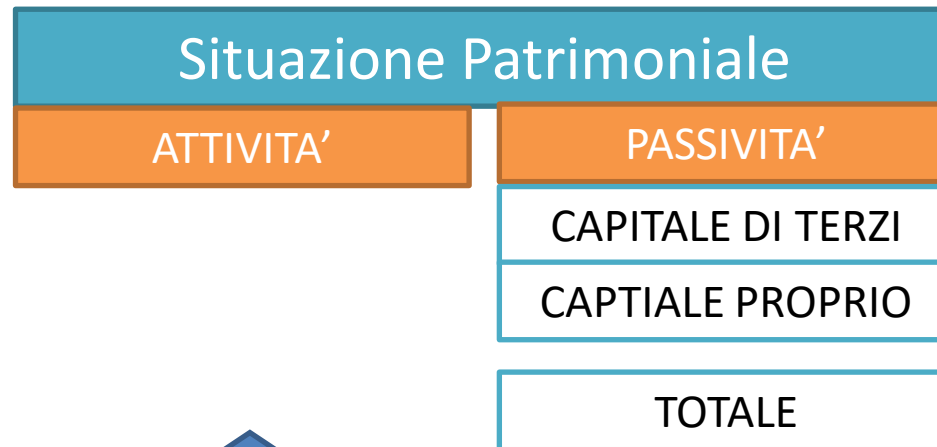 Situazione Patrimoniale
ATTIVITA’
PASSIVITA’
CAPITALE DI TERZI
CAPTIALE PROPRIO
TOTALE